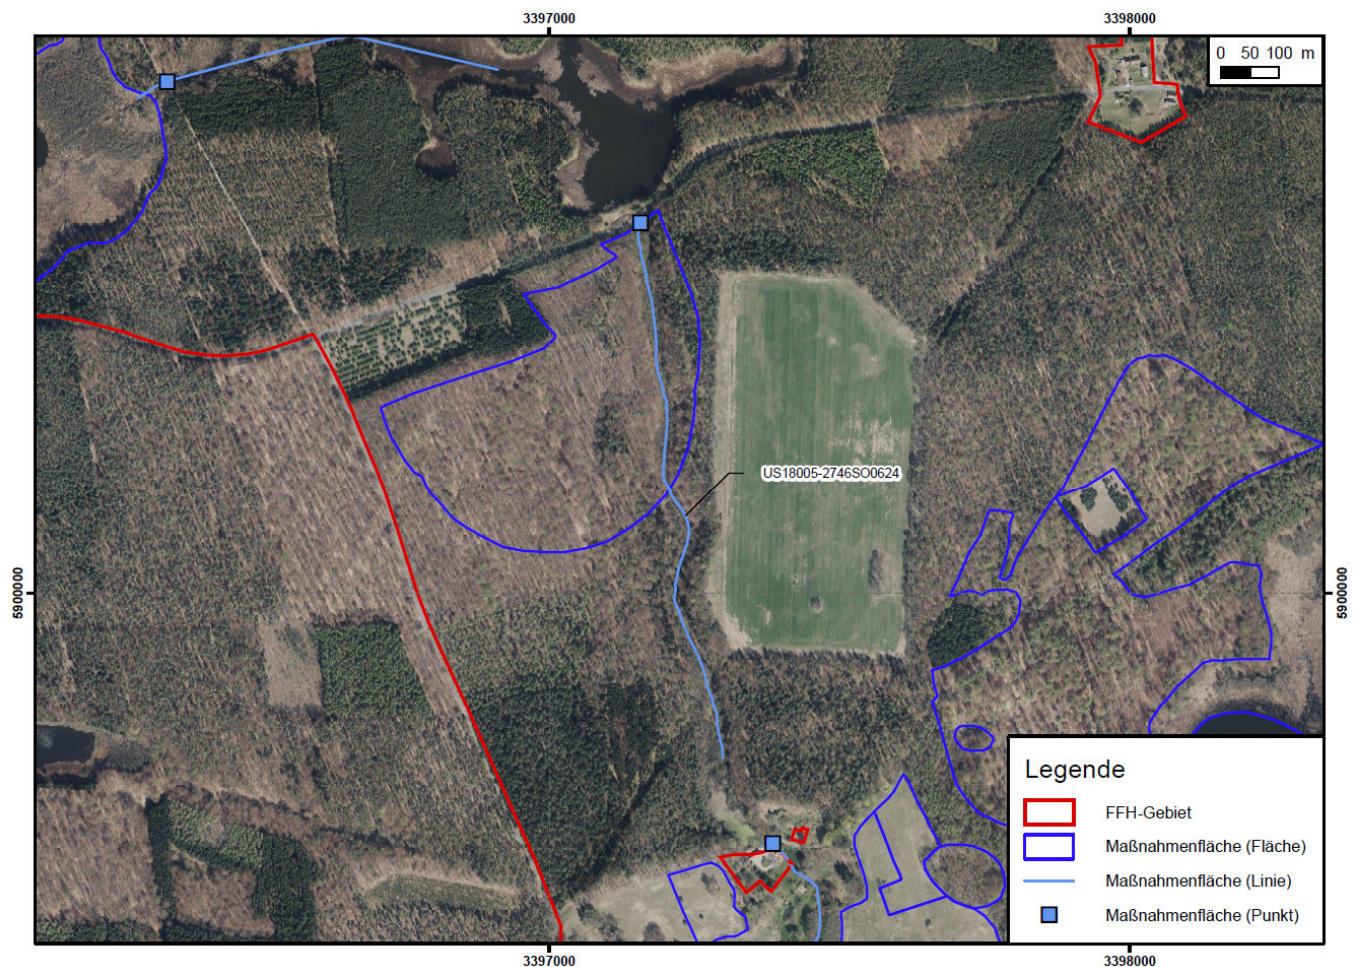 3397000 3398000
0 50 100 m
US18005-2746SO0624
5900000 5900000
Legende
FFH-Gebiet
Maßnahmenfläche (Fläche)
Maßnahmenfläche (Linie)
Maßnahmenfläche (Punkt)
3397000 3398000